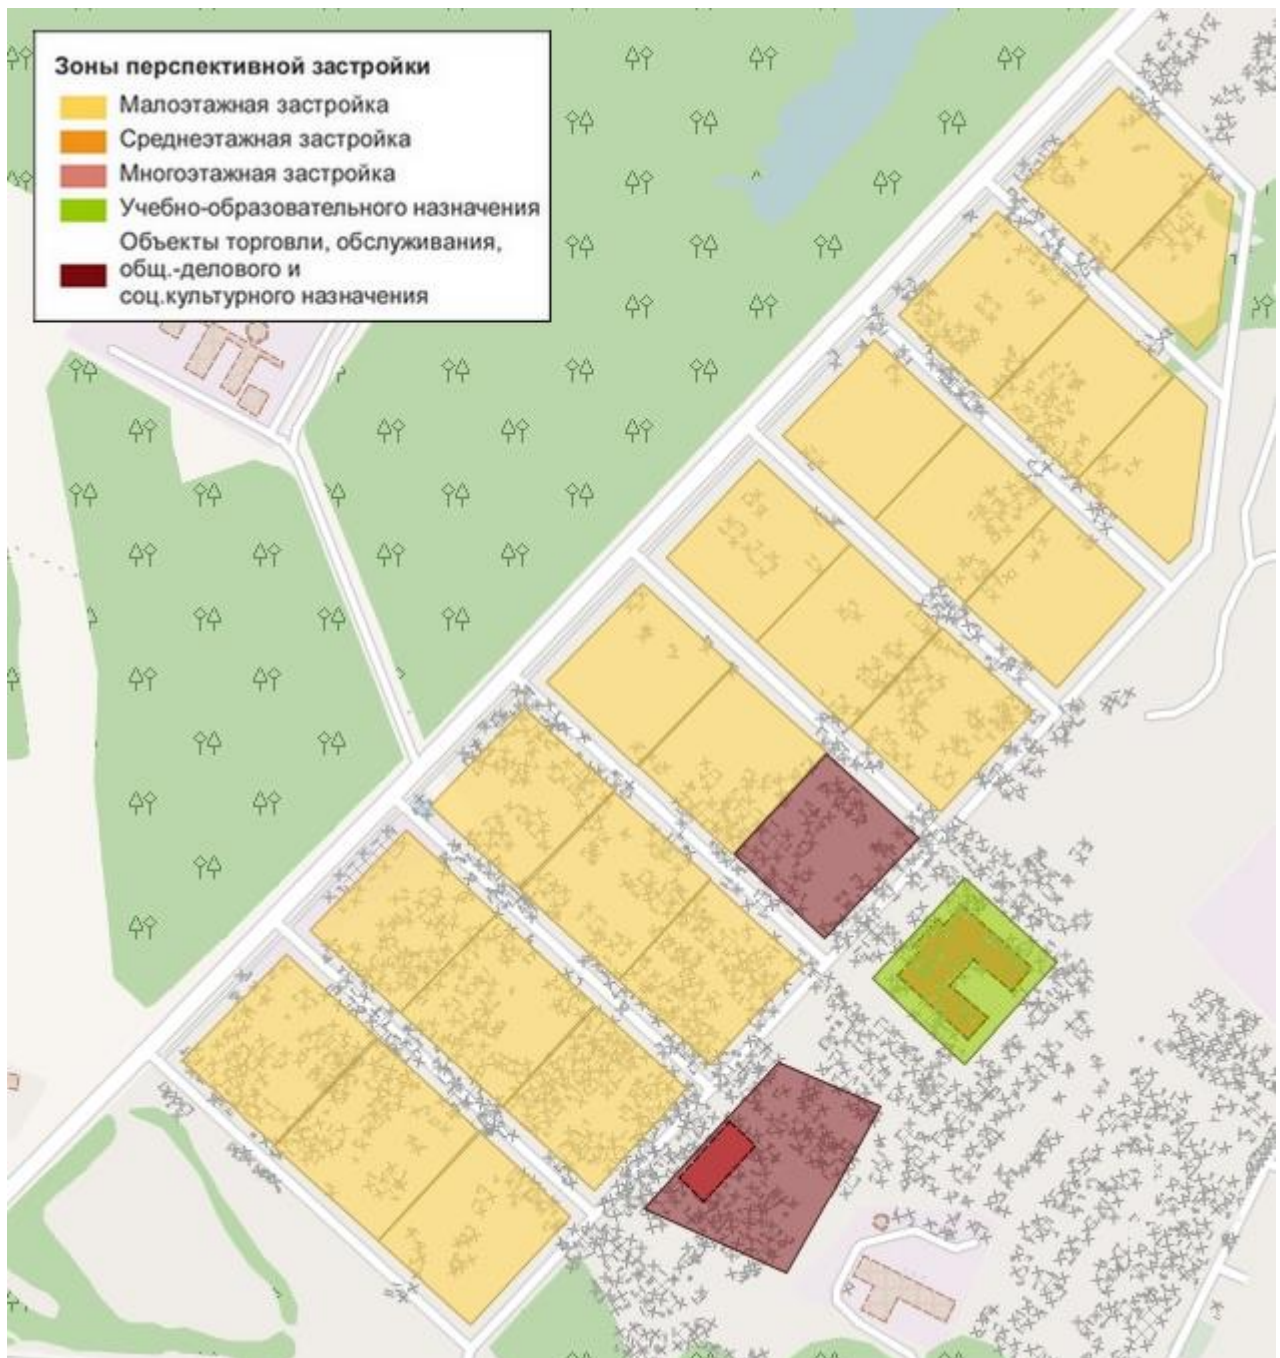 Зоны перспективной застройки
Малоэтажная застройка
Среднеэтажная застройка
Многоэтажная застройка
Учебно-образовательного назначения
Объекты торговли, обслуживания,
общ.-делового и
соц.культурного назначения